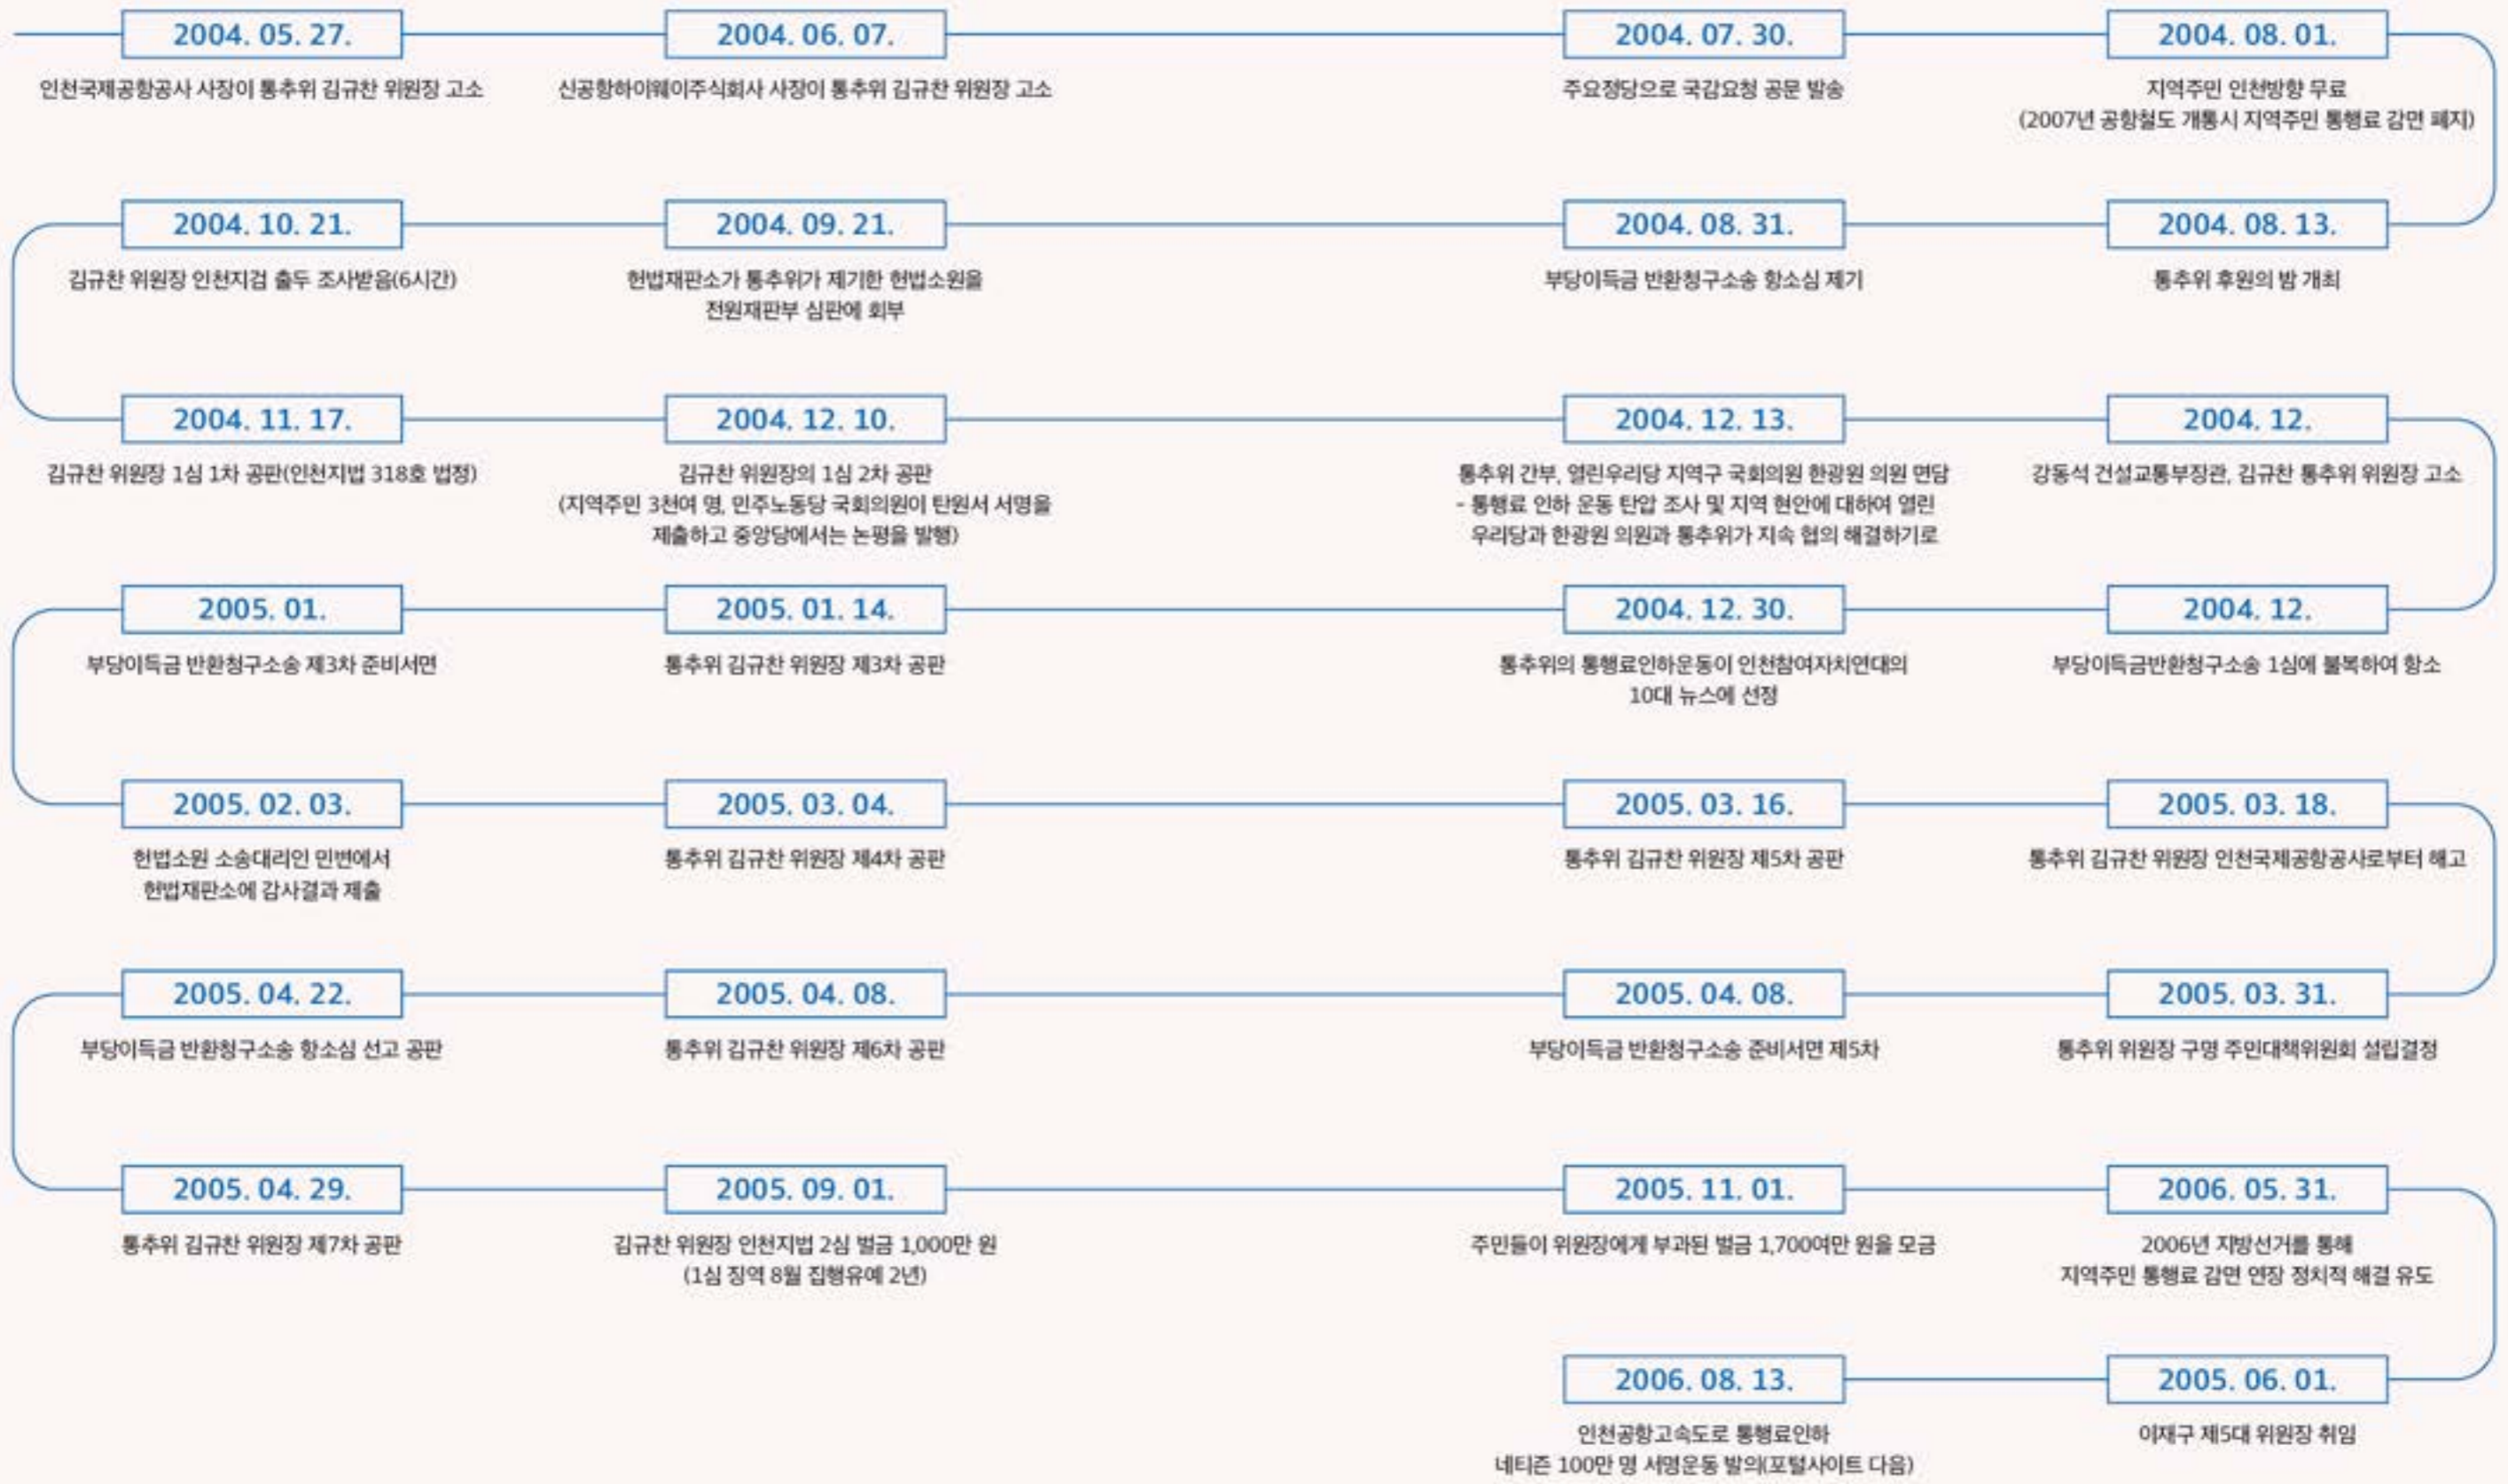 2004. 05. 27.
인천국제공항공사 사장이 통추위 김규찬 위원장 고소
2004. 06. 07.
신공항하이웨이주식회사 사장이 통추위 김규찬 위원장 고소
2004. 07. 30.
주요정당으로 국감요청 공문 발송
2004. 08. 01.
지역주민 인천방향 무료
(2007년 공항철도 개통시 지역주민 통행료 감면 폐지)
2004. 08. 13.
통추위 후원의 밤 개최
2004. 08. 31.
부당이득금 반환청구소송 항소심 제기
2004. 09. 21.
헌법재판소가 통추위가 제기한 헌법소원을
전원재판부 심판에 회부
2004. 10. 21.
김규찬 위원장 인천지검 출두 조사받음(6시간)
2004. 11. 17.
김규찬 위원장 1심 1차 공판(인천지법 318호 법정)
2004. 12. 10.
김규찬 위원장의 1심 2차 공판
(지역주민 3천여 명, 민주노동당 국회의원이 탄원서 서명을
제출하고 중앙당에서는 논평을 발행)
2004. 12. 13.
통추위 간부, 열린우리당 지역구 국회의원 한광원 의원 면담
- 통행료 인하 운동 탄압 조사 및 지역 현안에 대하여 열린
우리당과 한광원 의원과 통추위가 지속 협의 해결하기로
2004. 12.
강동석 건설교통부장관, 김규찬 통추위 위원장 고소
2004. 12.
부당이득금반환청구소송 1심에 불복하여 항소
2004. 12. 30.
통추위의 통행료인하운동이 인천참여자치연대의
10대 뉴스에 선정
2005. 01. 14.
통추위 김규찬 위원장 제3차 공판
2005. 01.
부당이득금 반환청구소송 제3차 준비서면
2005. 02. 03.
헌법소원 소송대리인 민변에서
헌법재판소에 감사결과 제출
2005. 03. 04.
통추위 김규찬 위원장 제4차 공판
2005. 03. 16.
통추위 김규찬 위원장 제5차 공판
2005. 03. 18.
통추위 김규찬 위원장 인천국제공항공사로부터 해고
2005. 03. 31.
통추위 위원장 구명 주민대책위원회 설립결정
2005. 04. 08.
부당이득금 반환청구소송 준비서면 제5차
2005. 04. 08.
통추위 김규찬 위원장 제6차 공판
2005. 04. 22.
부당이득금 반환청구소송 항소심 선고 공판
2005. 04. 29.
통추위 김규찬 위원장 제7차 공판
2005. 09. 01.
김규찬 위원장 인천지법 2심 벌금 1,000만 원
(1심 징역 8월 집행유예 2년)
2005. 11. 01.
주민들이 위원장에게 부과된 벌금 1,700여만 원을 모금
2006. 05. 31.
2006년 지방선거를 통해
지역주민 통행료 감면 연장 정치적 해결 유도
2005. 06. 01.
이재구 제5대 위원장 취임
2006. 08. 13.
인천공항고속도로 통행료인하
네티즌 100만 명 서명운동 발의(포털사이트 다음)